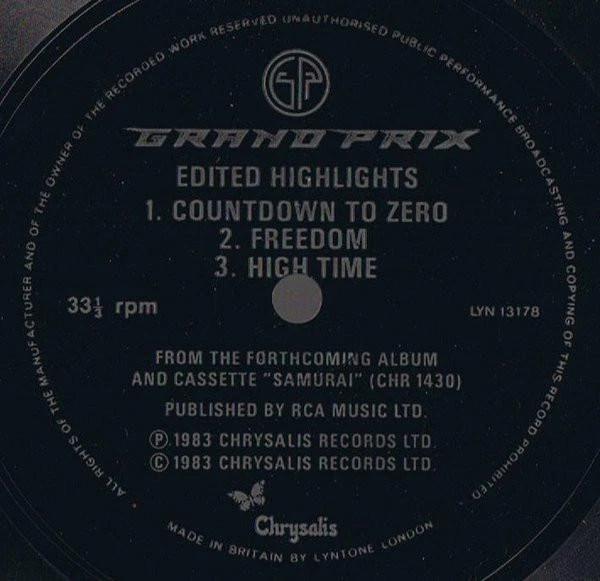 ALL RIGHTS OF THE MANUFACTURER AND OF THE OWNER OF THE RECORDED WORK RESERVED UNAUTHORISED PUBLIC PERFORMANCE BROADCASTING AND COPYING OF THIS RECORD PROHIBITED
GP
GRAND PRIX
EDITED HIGHLIGHTS
1. COUNTDOWN TO ZERO
2. FREEDOM
3. HIGH TIME
33⅓ rpm
LYN 13178
FROM THE FORTHCOMING ALBUM
AND CASSETTE "SAMURAI" (CHR 1430)
PUBLISHED BY RCA MUSIC LTD.
℗ 1983 CHRYSALIS RECORDS LTD.
© 1983 CHRYSALIS RECORDS LTD.
Chrysalis
MADE IN BRITAIN BY LYNTONE LONDON